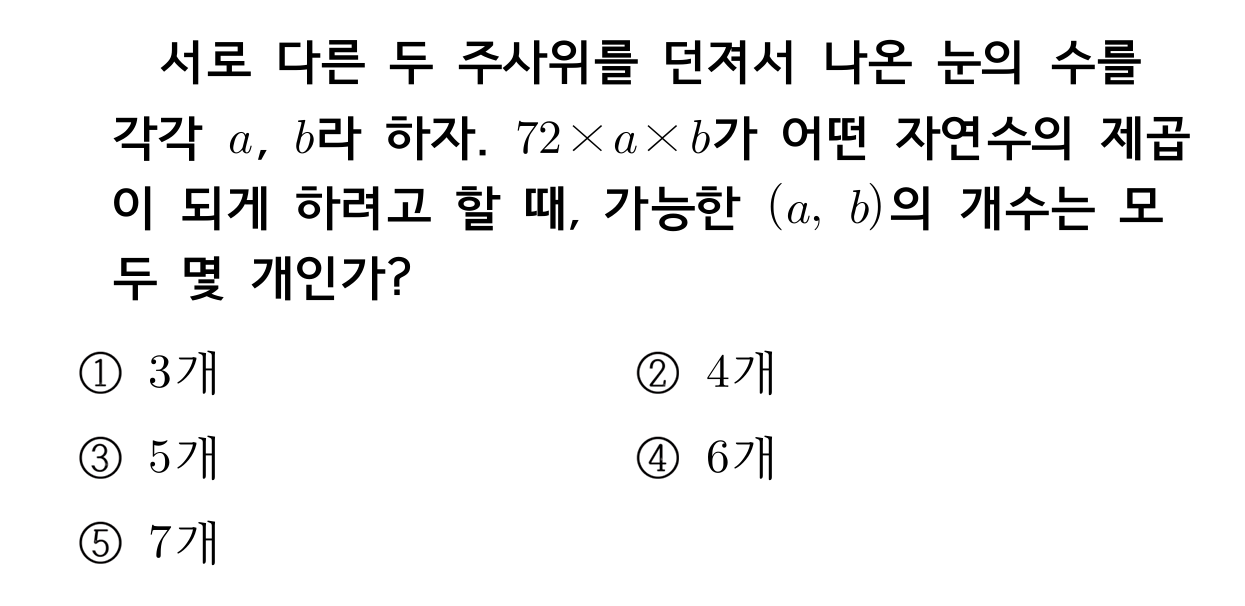 서로 다른 두 주사위를 던져서 나온 눈의 수를
각각 a, b라 하자. 72×a×b가 어떤 자연수의 제곱
이 되게 하려고 할 때, 가능한 (a, b)의 개수는 모
두 몇 개인가?
① 3개 ② 4개
③ 5개 ④ 6개
⑤ 7개